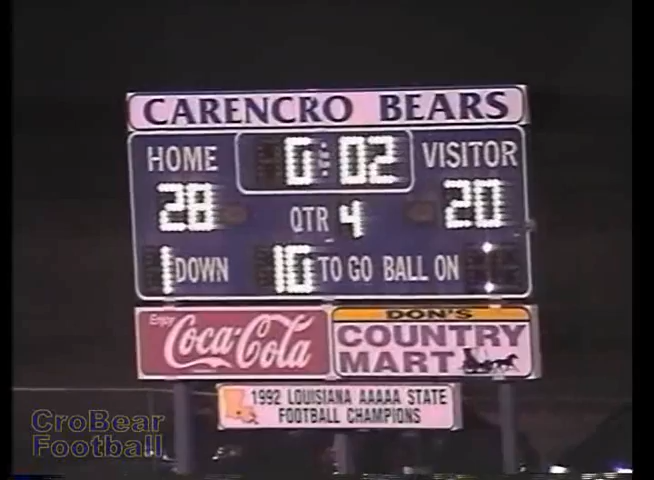 CARENCRO BEARS
HOME 0:02 VISITOR
28 QTR 4 20
1 DOWN 10 TO GO BALL ON
Enjoy
Coca-Cola
DON'S
COUNTRY
MART
1992 LOUISIANA AAAAA STATE
FOOTBALL CHAMPIONS
CroBear
Football